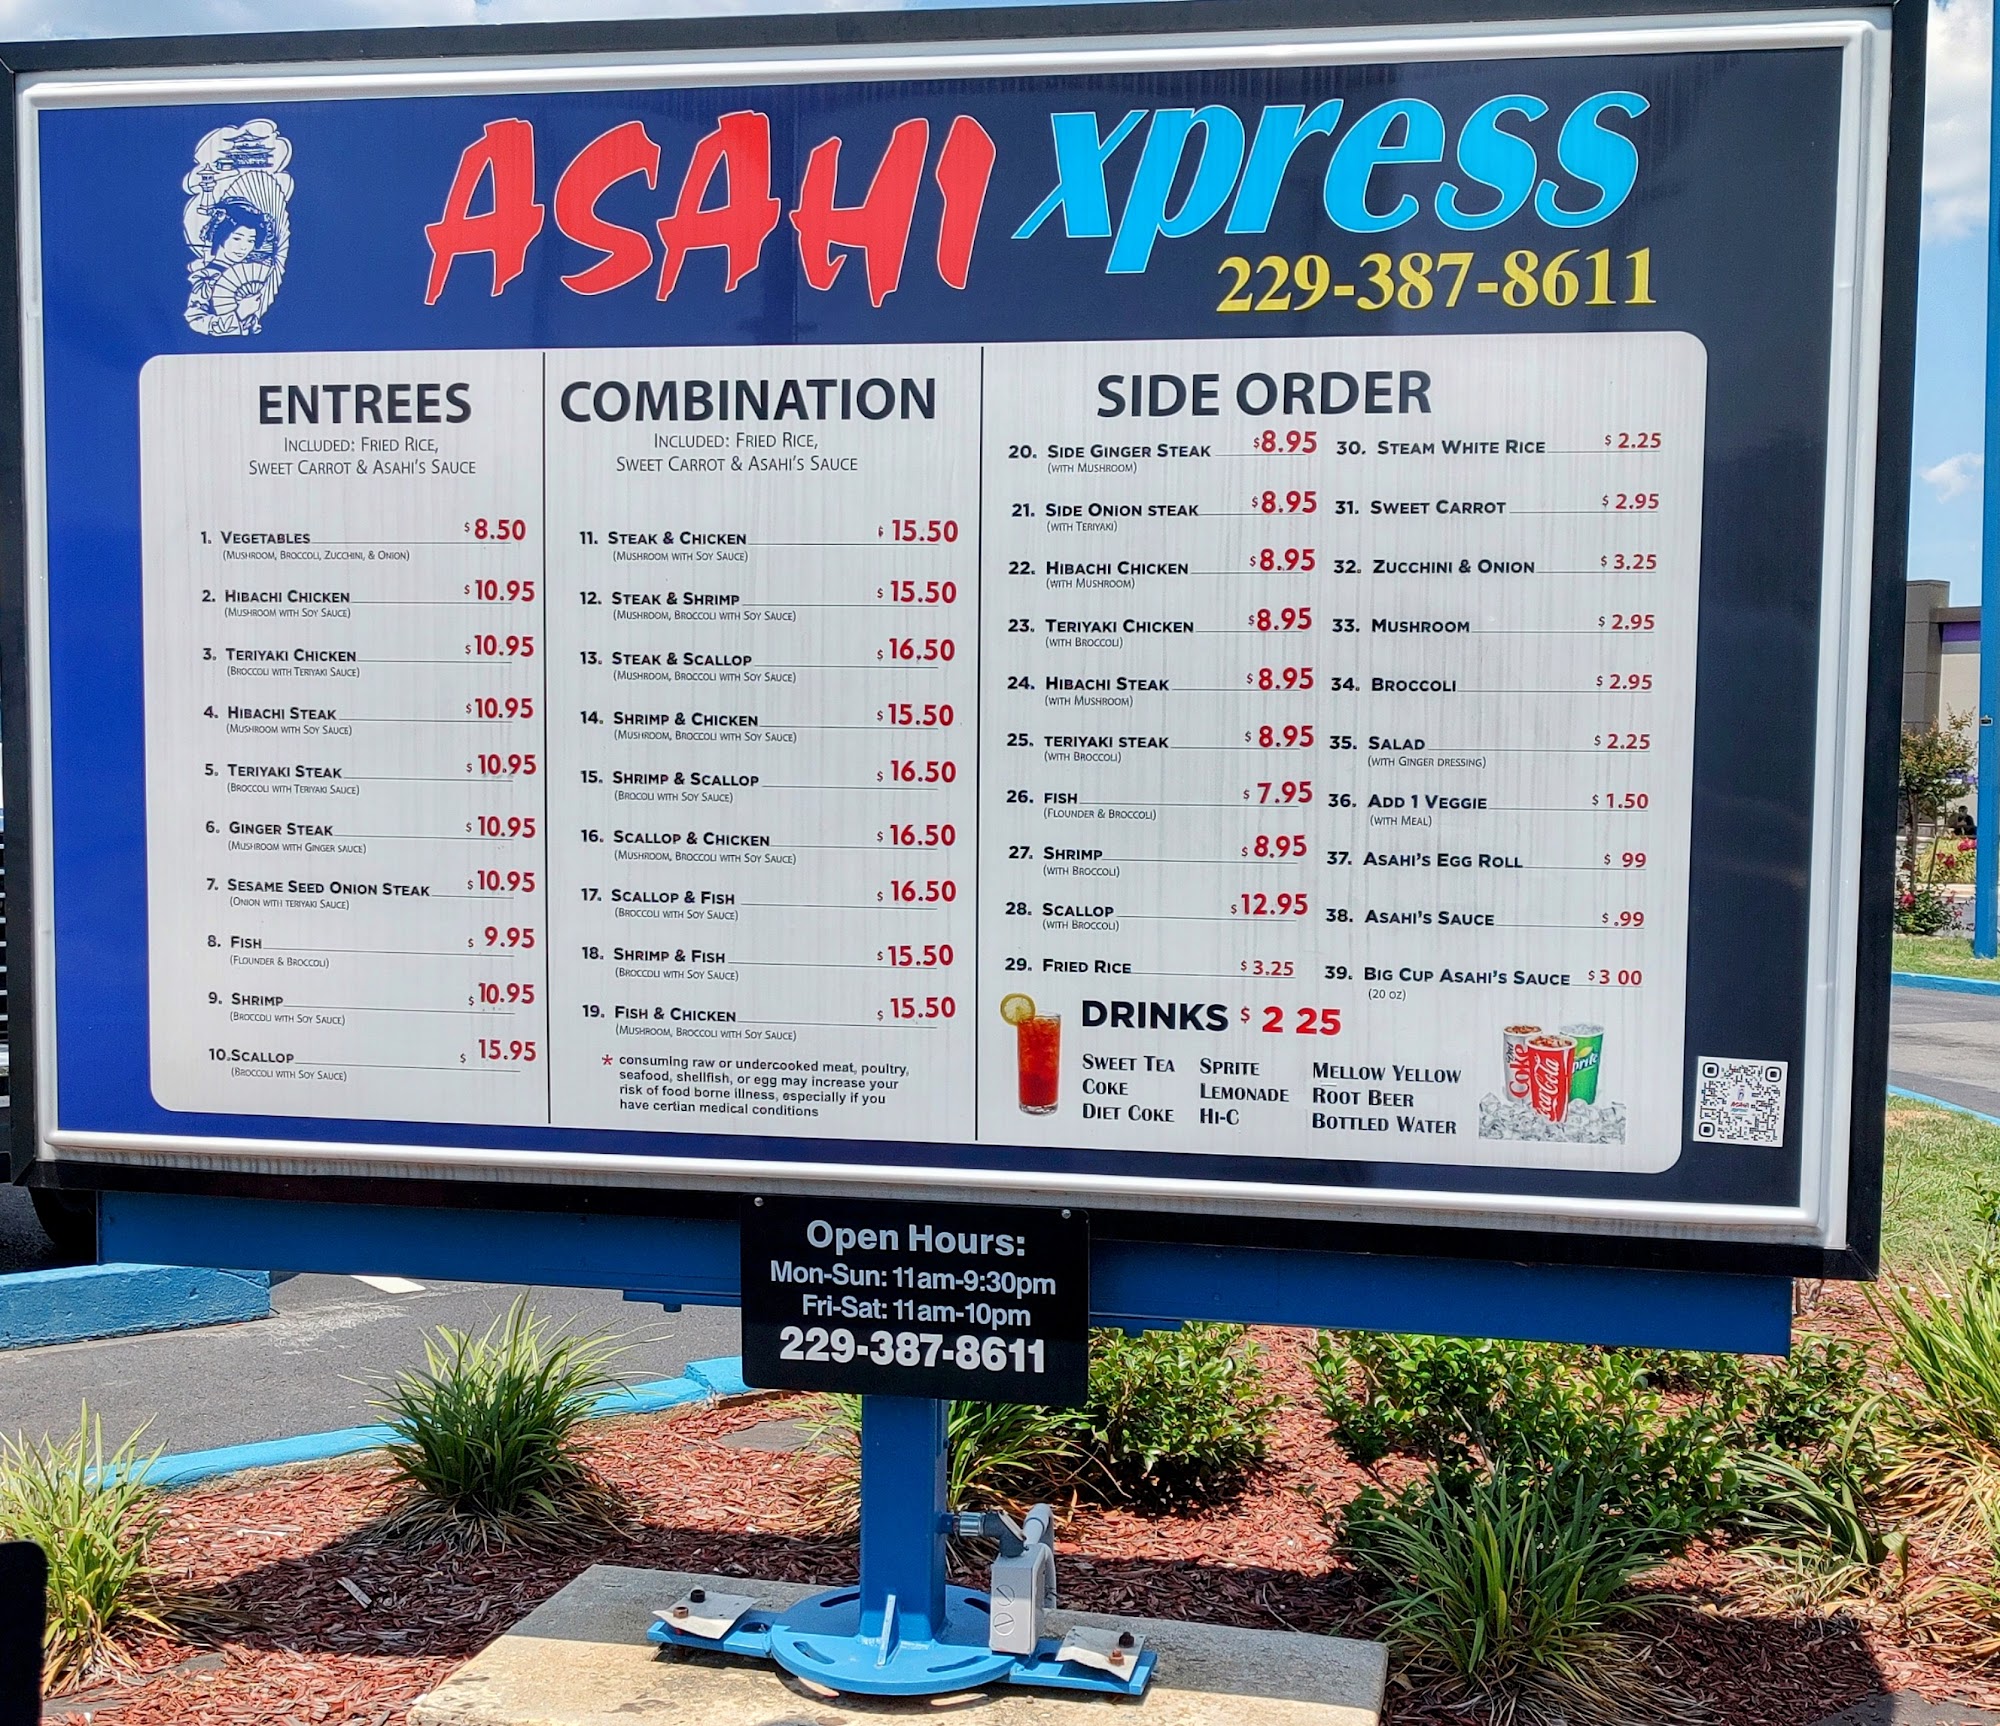 ASAHI xpress
229-387-8611
ENTREES
INCLUDED: FRIED RICE,
SWEET CARROT & ASAHI'S SAUCE
1. VEGETABLES $8.50
(MUSHROOM, BROCCOLI, ZUCCHINI, & ONION)
2. HIBACHI CHICKEN $10.95
(MUSHROOM WITH SOY SAUCE)
3. TERIYAKI CHICKEN $10.95
(BROCCOLI WITH TERIYAKI SAUCE)
4. HIBACHI STEAK $10.95
(MUSHROOM WITH SOY SAUCE)
5. TERIYAKI STEAK $10.95
(BROCCOLI WITH TERIYAKI SAUCE)
6. GINGER STEAK $10.95
(MUSHROOM WITH GINGER SAUCE)
7. SESAME SEED ONION STEAK $10.95
(ONION WITH TERIYAKI SAUCE)
8. FISH $9.95
(FLOUNDER & BROCCOLI)
9. SHRIMP $10.95
(BROCCOLI WITH SOY SAUCE)
10.SCALLOP $15.95
(BROCCOLI WITH SOY SAUCE)
COMBINATION
INCLUDED: FRIED RICE,
SWEET CARROT & ASAHI'S SAUCE
11. STEAK & CHICKEN $15.50
(MUSHROOM WITH SOY SAUCE)
12. STEAK & SHRIMP $15.50
(MUSHROOM, BROCCOLI WITH SOY SAUCE)
13. STEAK & SCALLOP $16.50
(MUSHROOM, BROCCOLI WITH SOY SAUCE)
14. SHRIMP & CHICKEN $15.50
(MUSHROOM, BROCCOLI WITH SOY SAUCE)
15. SHRIMP & SCALLOP $16.50
(BROCOLI WITH SOY SAUCE)
16. SCALLOP & CHICKEN $16.50
(MUSHROOM, BROCCOLI WITH SOY SAUCE)
17. SCALLOP & FISH $16.50
(BROCCOLI WITH SOY SAUCE)
18. SHRIMP & FISH $15.50
(BROCCOLI WITH SOY SAUCE)
19. FISH & CHICKEN $15.50
(MUSHROOM, BROCCOLI WITH SOY SAUCE)
* consuming raw or undercooked meat, poultry,
seafood, shellfish, or egg may increase your
risk of food borne illness, especially if you
have certian medical conditions
SIDE ORDER
20. SIDE GINGER STEAK $8.95
(WITH MUSHROOM)
21. SIDE ONION STEAK $8.95
(WITH TERIYAKI)
22. HIBACHI CHICKEN $8.95
(WITH MUSHROOM)
23. TERIYAKI CHICKEN $8.95
(WITH BROCCOLI)
24. HIBACHI STEAK $8.95
(WITH MUSHROOM)
25. TERIYAKI STEAK $8.95
(WITH BROCCOLI)
26. FISH $7.95
(FLOUNDER & BROCCOLI)
27. SHRIMP $8.95
(WITH BROCCOLI)
28. SCALLOP $12.95
(WITH BROCCOLI)
29. FRIED RICE $3.25
30. STEAM WHITE RICE $2.25
31. SWEET CARROT $2.95
32. ZUCCHINI & ONION $3.25
33. MUSHROOM $2.95
34. BROCCOLI $2.95
35. SALAD $2.25
(WITH GINGER DRESSING)
36. ADD 1 VEGGIE $1.50
(WITH MEAL)
37. ASAHI'S EGG ROLL $ 99
38. ASAHI'S SAUCE $.99
39. BIG CUP ASAHI'S SAUCE $3 00
(20 OZ)
DRINKS $2 25
SWEET TEA
COKE
DIET COKE
SPRITE
LEMONADE
HI-C
MELLOW YELLOW
ROOT BEER
BOTTLED WATER
Coke
Coca-Cola
Sprite
Open Hours:
Mon-Sun: 11am-9:30pm
Fri-Sat: 11am-10pm
229-387-8611